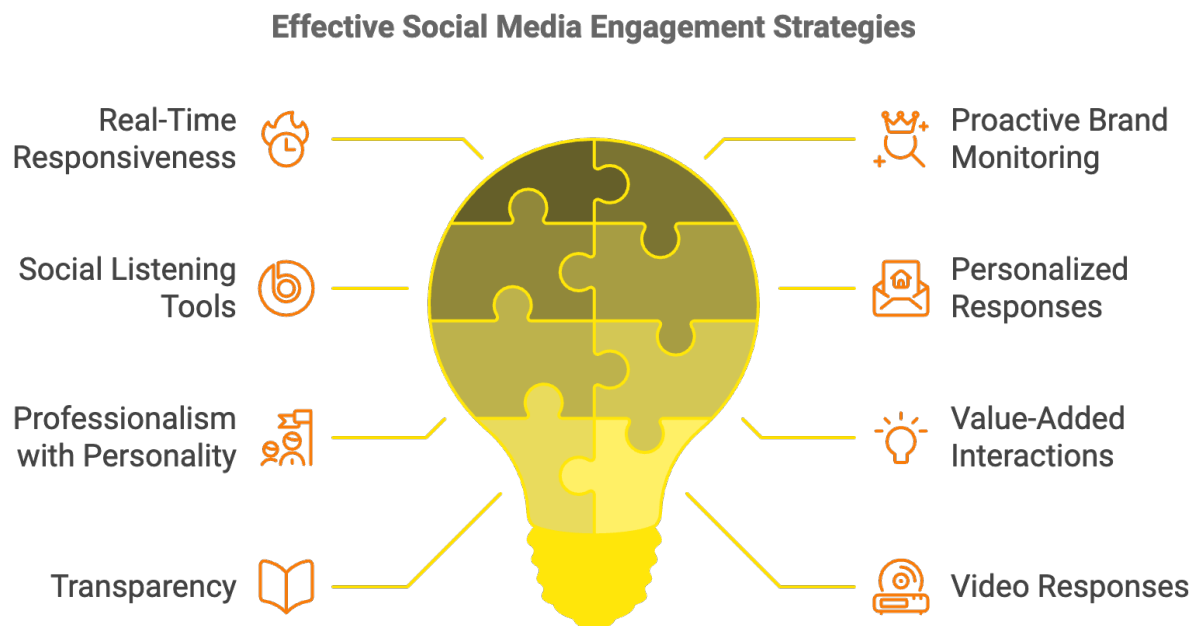 Effective Social Media Engagement Strategies
Real-Time
Responsiveness
Proactive Brand
Monitoring
Social Listening
Tools
Personalized
Responses
Professionalism
with Personality
Value-Added
Interactions
Transparency
Video Responses